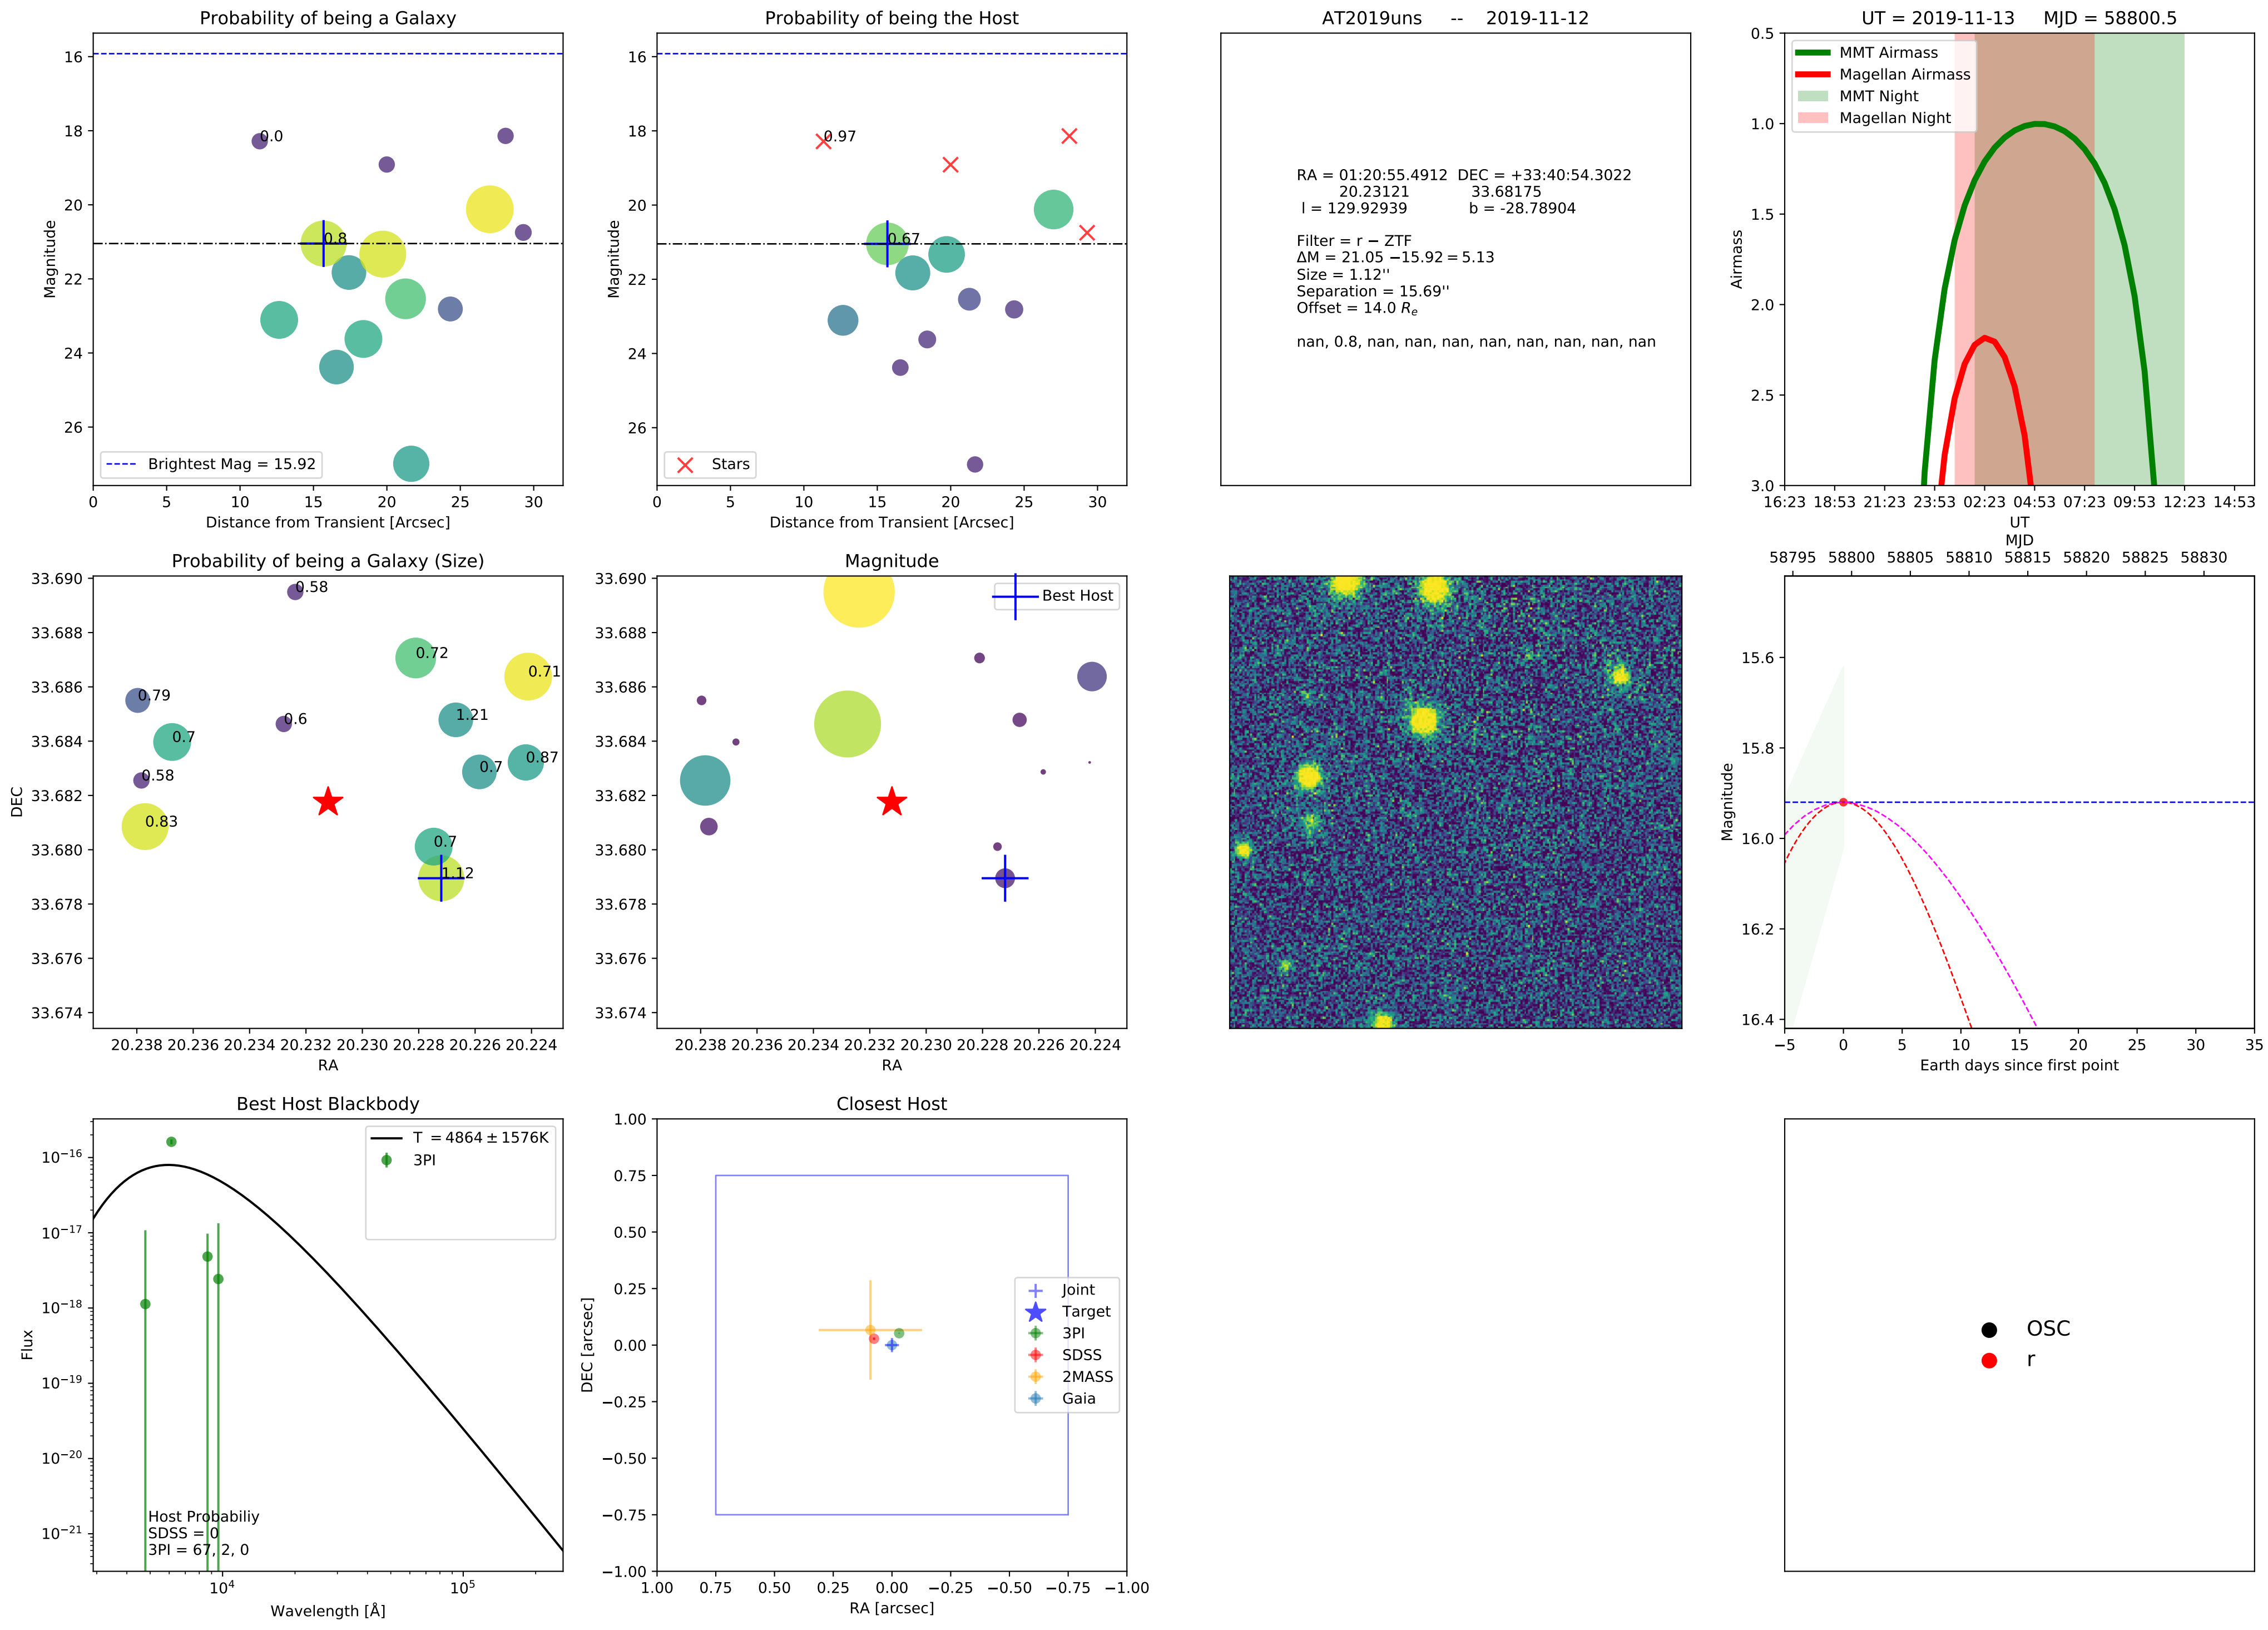 Probability of being a Galaxy
16
18
20
22
24
26
Magnitude
0.0
0.8
Brightest Mag = 15.92
0 5 10 15 20 25 30
Distance from Transient [Arcsec]
Probability of being the Host
16
18
20
22
24
26
Magnitude
0.97
0.67
Stars
0 5 10 15 20 25 30
Distance from Transient [Arcsec]
AT2019uns -- 2019-11-12
RA = 01:20:55.4912 DEC = +33:40:54.3022
20.23121 33.68175
l = 129.92939 b = -28.78904
Filter = r − ZTF
ΔM = 21.05 −15.92 = 5.13
Size = 1.12''
Separation = 15.69''
Offset = 14.0 Rₑ
nan, 0.8, nan, nan, nan, nan, nan, nan, nan, nan
UT = 2019-11-13 MJD = 58800.5
0.5
1.0
1.5
2.0
2.5
3.0
Airmass
MMT Airmass
Magellan Airmass
MMT Night
Magellan Night
16:23 18:53 21:23 23:53 02:23 04:53 07:23 09:53 12:23 14:53
UT
Probability of being a Galaxy (Size)
33.690
33.688
33.686
33.684
33.682
33.680
33.678
33.676
33.674
DEC
0.58
0.72
0.71
0.79
0.6
1.21
0.7
0.87
0.7
0.58
0.83
0.7
1.12
20.238 20.236 20.234 20.232 20.230 20.228 20.226 20.224
RA
Magnitude
33.690
33.688
33.686
33.684
33.682
33.680
33.678
33.676
33.674
Best Host
20.238 20.236 20.234 20.232 20.230 20.228 20.226 20.224
RA
MJD
58795 58800 58805 58810 58815 58820 58825 58830
15.6
15.8
16.0
16.2
16.4
Magnitude
−5 0 5 10 15 20 25 30 35
Earth days since first point
Best Host Blackbody
10⁻¹⁶
10⁻¹⁷
10⁻¹⁸
10⁻¹⁹
10⁻²⁰
10⁻²¹
Flux
T = 4864 ± 1576K
3PI
Host Probabiliy
SDSS = 0
3PI = 67, 2, 0
10⁴ 10⁵
Wavelength [Å]
Closest Host
1.00
0.75
0.50
0.25
0.00
−0.25
−0.50
−0.75
−1.00
DEC [arcsec]
Joint
Target
3PI
SDSS
2MASS
Gaia
1.00 0.75 0.50 0.25 0.00 −0.25 −0.50 −0.75 −1.00
RA [arcsec]
OSC
r